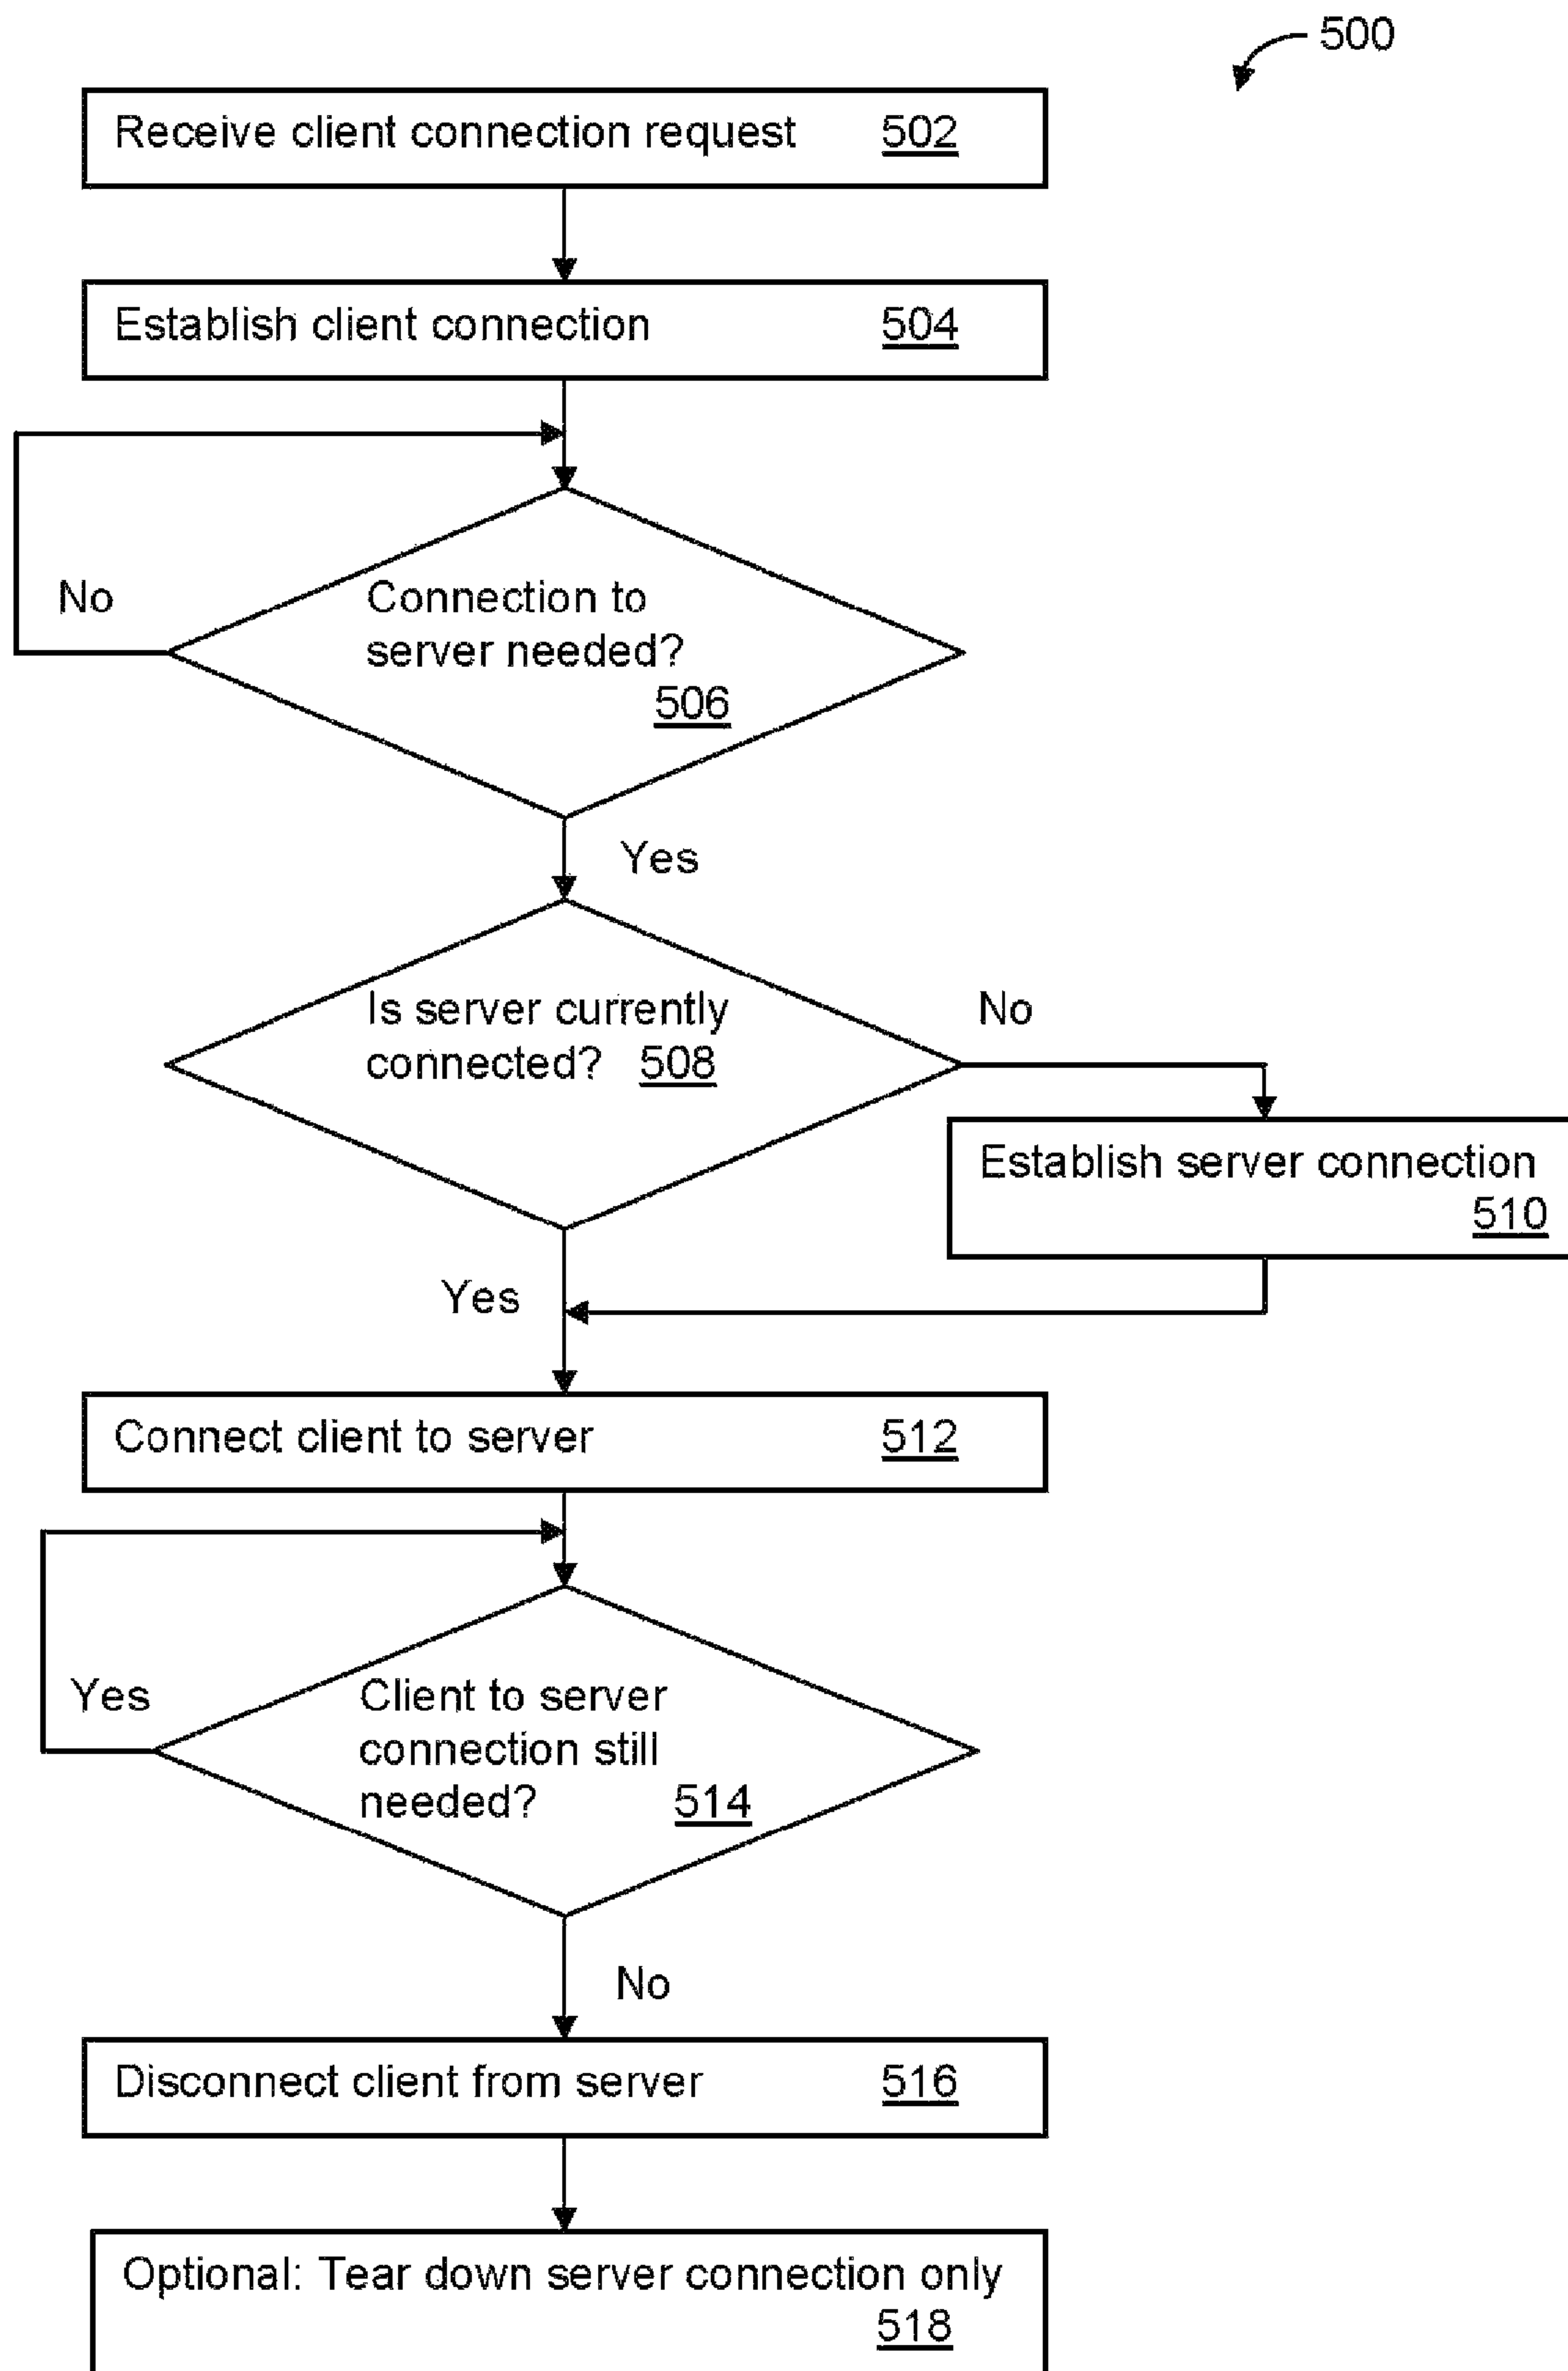 500
Receive client connection request 502
Establish client connection 504
No
Connection to
server needed?
506
Yes
Is server currently
connected? 508
No
Establish server connection
510
Yes
Connect client to server 512
Yes
Client to server
connection still
needed? 514
No
Disconnect client from server 516
Optional: Tear down server connection only
518